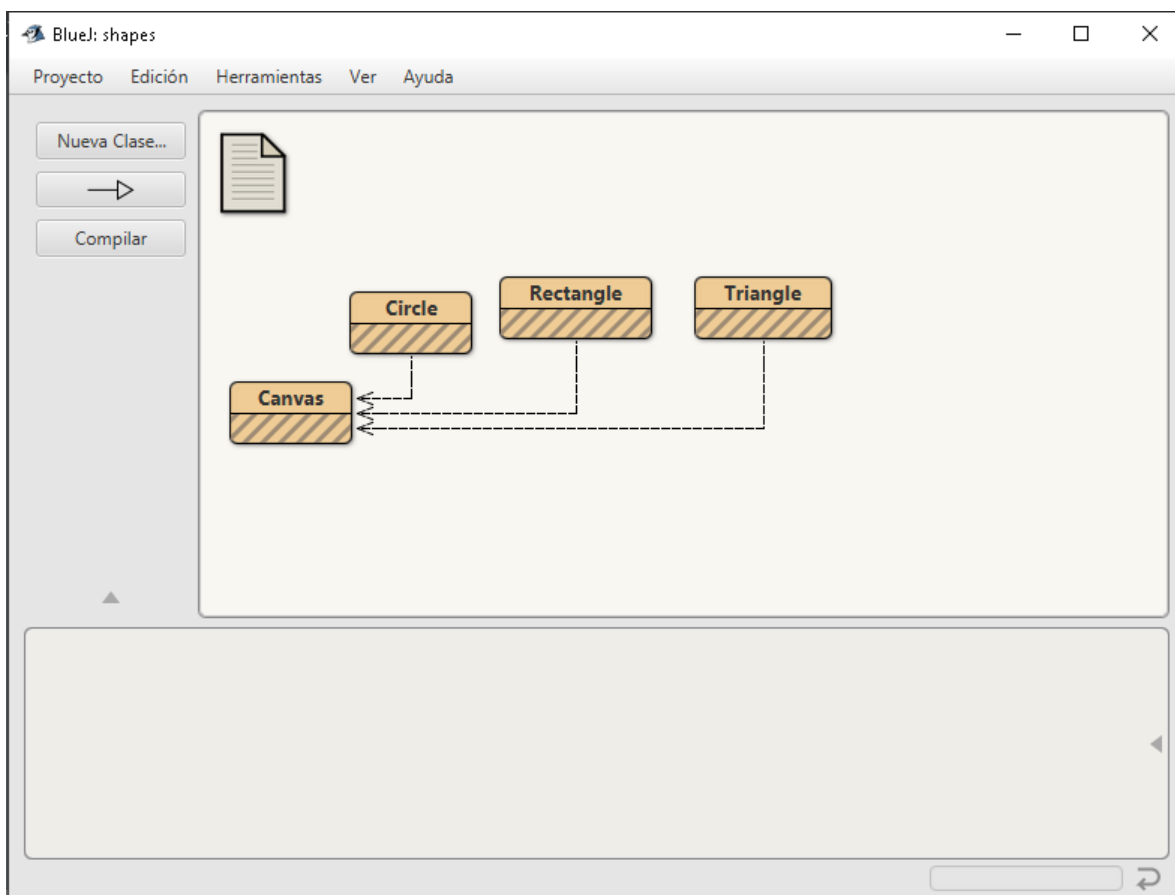 BlueJ: shapes
Proyecto Edición Herramientas Ver Ayuda
Nueva Clase...
Compilar
Circle
Rectangle
Triangle
Canvas